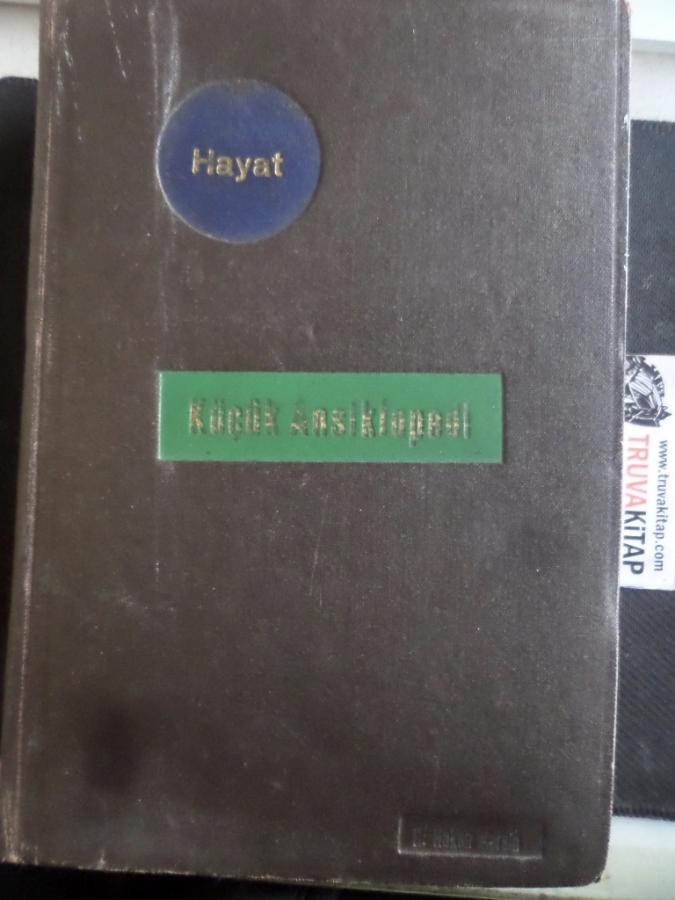 Hayat
Küçük Ansiklopedi
www.truvakitap.com
TRUVAKİTAP